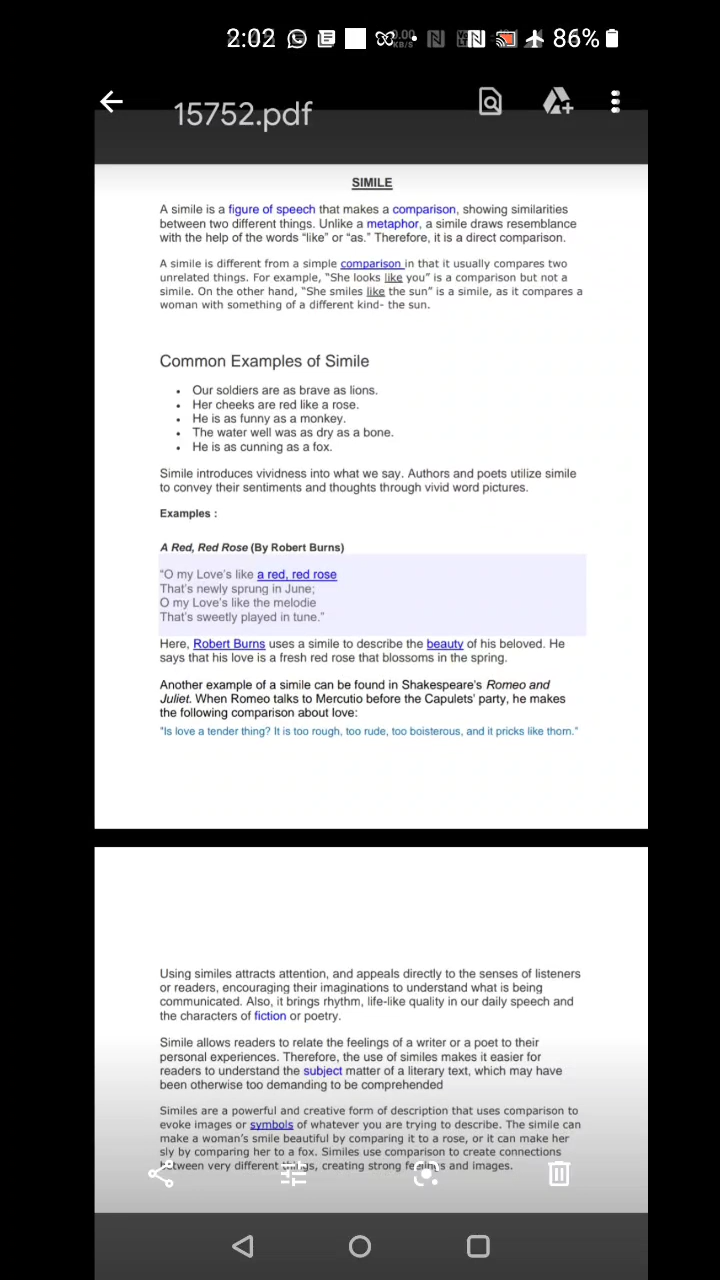 2:02
86%
15752.pdf
SIMILE
A simile is a figure of speech that makes a comparison, showing similarities
between two different things. Unlike a metaphor, a simile draws resemblance
with the help of the words “like” or “as.” Therefore, it is a direct comparison.
A simile is different from a simple comparison in that it usually compares two
unrelated things. For example, “She looks like you” is a comparison but not a
simile. On the other hand, “She smiles like the sun” is a simile, as it compares a
woman with something of a different kind- the sun.
Common Examples of Simile
• Our soldiers are as brave as lions.
• Her cheeks are red like a rose.
• He is as funny as a monkey.
• The water well was as dry as a bone.
• He is as cunning as a fox.
Simile introduces vividness into what we say. Authors and poets utilize simile
to convey their sentiments and thoughts through vivid word pictures.
Examples :
A Red, Red Rose (By Robert Burns)
“O my Love’s like a red, red rose
That’s newly sprung in June;
O my Love’s like the melodie
That’s sweetly played in tune.”
Here, Robert Burns uses a simile to describe the beauty of his beloved. He
says that his love is a fresh red rose that blossoms in the spring.
Another example of a simile can be found in Shakespeare’s Romeo and
Juliet. When Romeo talks to Mercutio before the Capulets’ party, he makes
the following comparison about love:
"Is love a tender thing? It is too rough, too rude, too boisterous, and it pricks like thorn."
Using similes attracts attention, and appeals directly to the senses of listeners
or readers, encouraging their imaginations to understand what is being
communicated. Also, it brings rhythm, life-like quality in our daily speech and
the characters of fiction or poetry.
Simile allows readers to relate the feelings of a writer or a poet to their
personal experiences. Therefore, the use of similes makes it easier for
readers to understand the subject matter of a literary text, which may have
been otherwise too demanding to be comprehended
Similes are a powerful and creative form of description that uses comparison to
evoke images or symbols of whatever you are trying to describe. The simile can
make a woman’s smile beautiful by comparing it to a rose, or it can make her
sly by comparing her to a fox. Similes use comparison to create connections
between very different things, creating strong feelings and images.